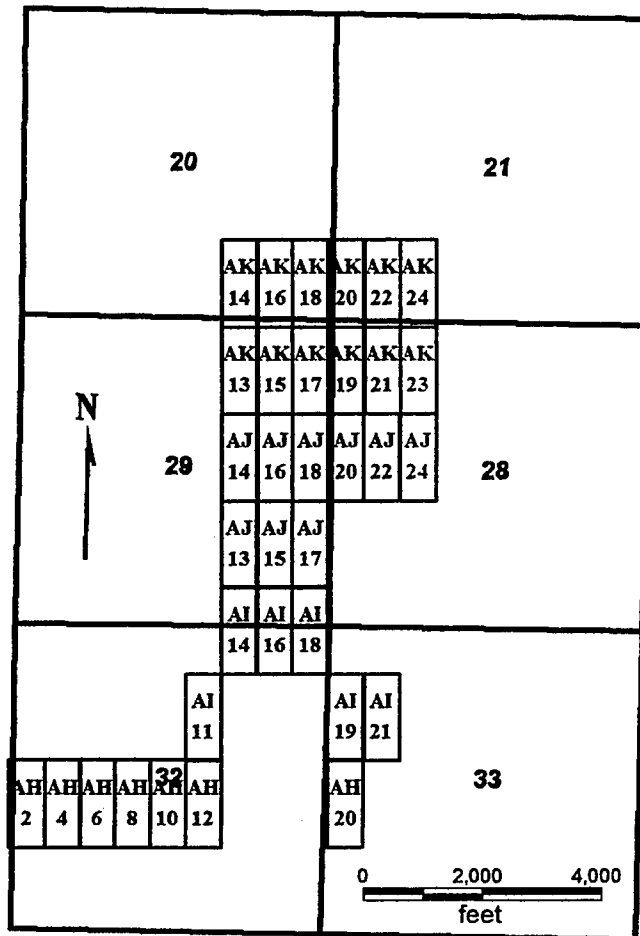 20 21
AK AK AK AK AK AK
14 16 18 20 22 24
AK AK AK AK AK AK
13 15 17 19 21 23
N
AJ AJ AJ AJ AJ AJ
29 28
14 16 18 20 22 24
AJ AJ AJ
13 15 17
AI AI AI
14 16 18
AI AI AI
11 19 21
32 33
AH AH AH AH AH AH AH
2 4 6 8 10 12 20
0 2,000 4,000
feet